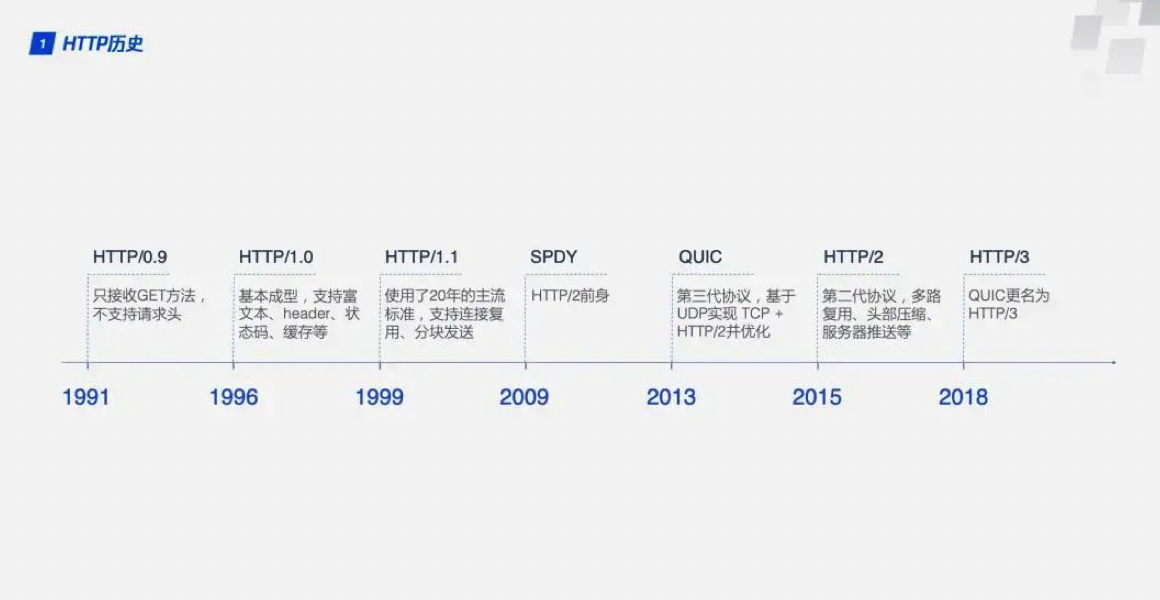 1 HTTP历史
HTTP/0.9
只接收GET方法，
不支持请求头
HTTP/1.0
基本成型，支持富
文本、header、状
态码、缓存等
HTTP/1.1
使用了20年的主流
标准，支持连接复
用、分块发送
SPDY
HTTP/2前身
QUIC
第三代协议，基于
UDP实现 TCP +
HTTP/2并优化
HTTP/2
第二代协议，多路
复用、头部压缩、
服务器推送等
HTTP/3
QUIC更名为
HTTP/3
1991
1996
1999
2009
2013
2015
2018